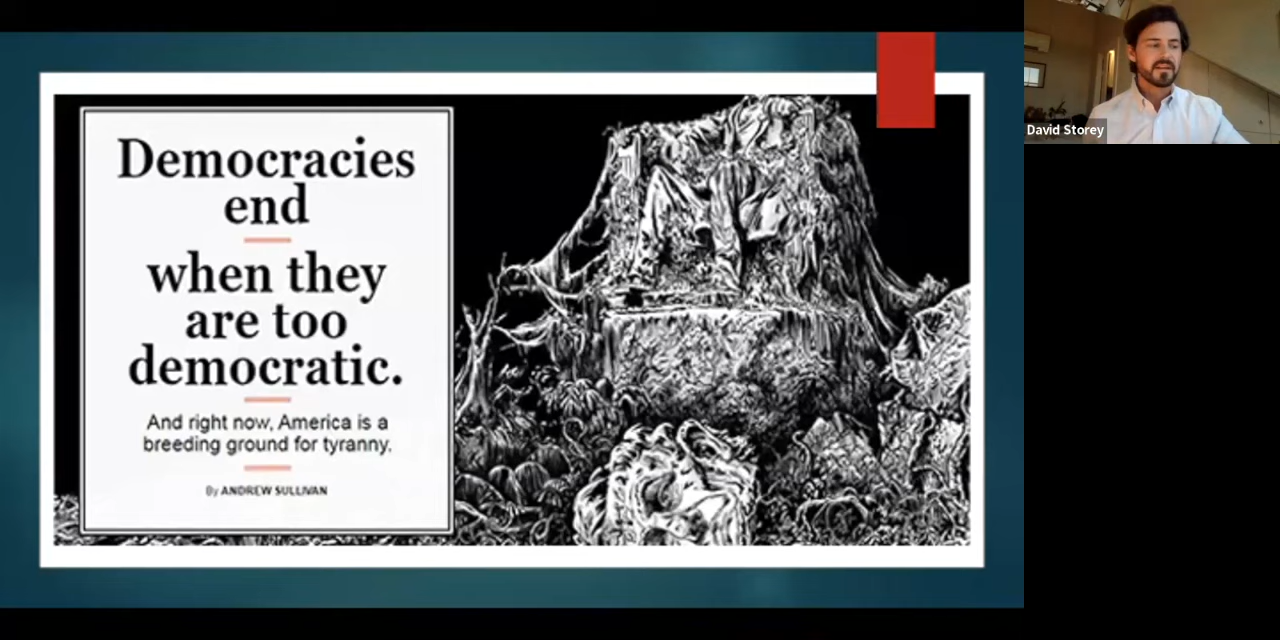 Democracies
end
when they
are too
democratic.
And right now, America is a
breeding ground for tyranny.
By ANDREW SULLIVAN
David Storey